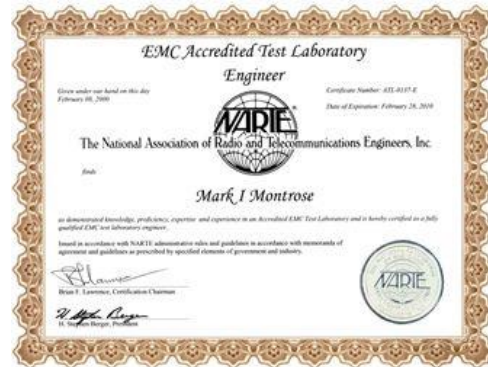 EMC Accredited Test Laboratory
Engineer
Given under our hand on this day
Certificate Number: ATL-0137-E
February 08, 2006
Date of Expiration: February 28, 2010
NARTE
The National Association of Radio and Telecommunications Engineers, Inc.
finds
Mark I Montrose
as demonstrated knowledge, proficiency, expertise and experience in an Accredited EMC Test Laboratory and is hereby certified as a fully
qualified EMC test laboratory engineer.
Issued in accordance with NARTE administrative rules and guidelines in accordance with memoranda of
agreement and guidelines as prescribed by specified elements of government and industry.
Brian F. Lawrence, Certification Chairman
NARTE
H. Stephen Berger, President